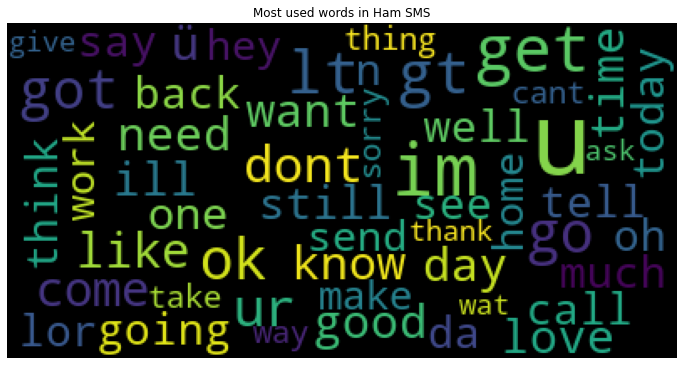 Most used words in Ham SMS
give
say
ü
hey
thing
get
time
today
got
back
lt
n
gt
cant
want
need
sorry
well
u
ask
think
work
dont
im
ill
still
see
home
tell
one
like
ok
know
send
thank
day
go
oh
much
come
take
ur
make
wat
call
lor
going
way
good
da
love